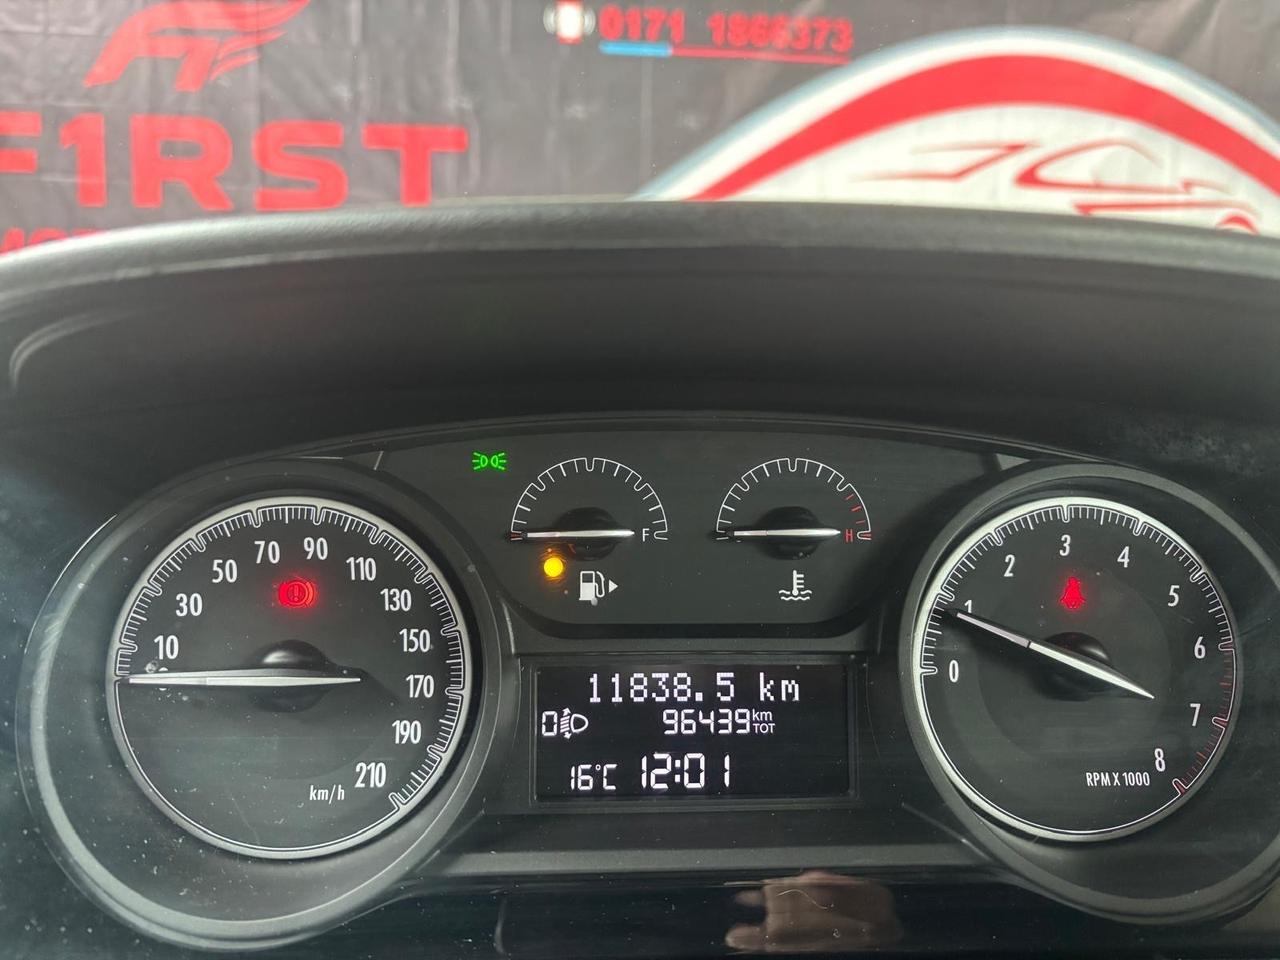 0171 1866373
F1RST
10 30 50 70 90 110 130 150 170 190 210
km/h
F
H
0 1 2 3 4 5 6 7 8
RPM X 1000
11838.5 km
0
96439 km TOT
16°C 12:01